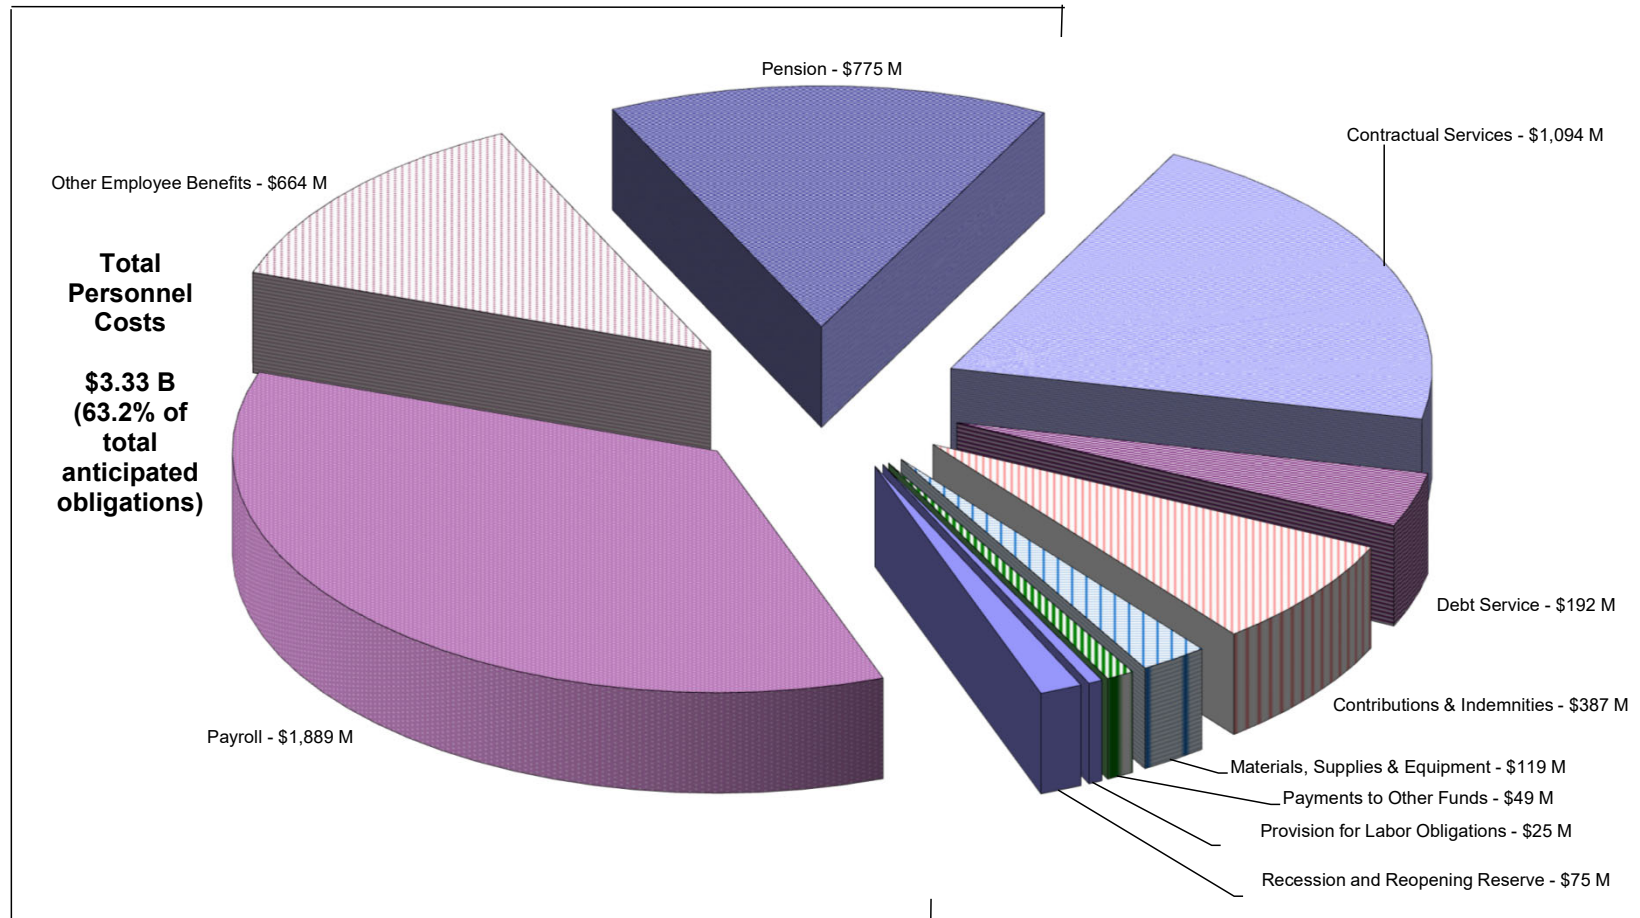 Pension - $775 M
Contractual Services - $1,094 M
Other Employee Benefits - $664 M
Total
Personnel
Costs
$3.33 B
(63.2% of
total
anticipated
obligations)
Debt Service - $192 M
Contributions & Indemnities - $387 M
Payroll - $1,889 M
Materials, Supplies & Equipment - $119 M
Payments to Other Funds - $49 M
Provision for Labor Obligations - $25 M
Recession and Reopening Reserve - $75 M